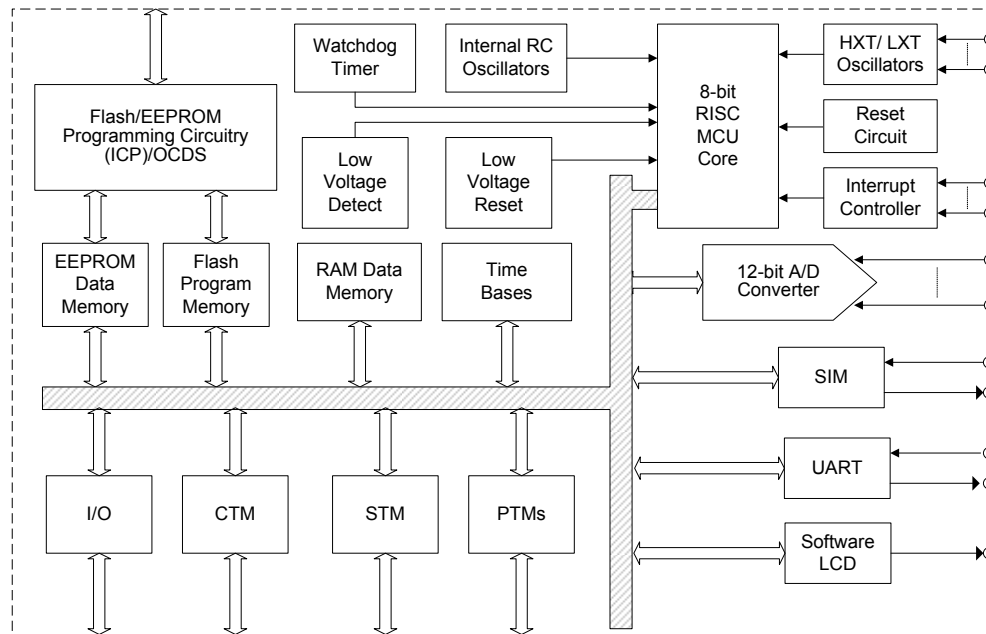 Watchdog
Timer
Internal RC
Oscillators
8-bit
RISC
MCU
Core
HXT/ LXT
Oscillators
Flash/EEPROM
Programming Circuitry
(ICP)/OCDS
Reset
Circuit
Low
Voltage
Detect
Low
Voltage
Reset
Interrupt
Controller
EEPROM
Data
Memory
Flash
Program
Memory
RAM Data
Memory
Time
Bases
12-bit A/D
Converter
SIM
UART
I/O
CTM
STM
PTMs
Software
LCD